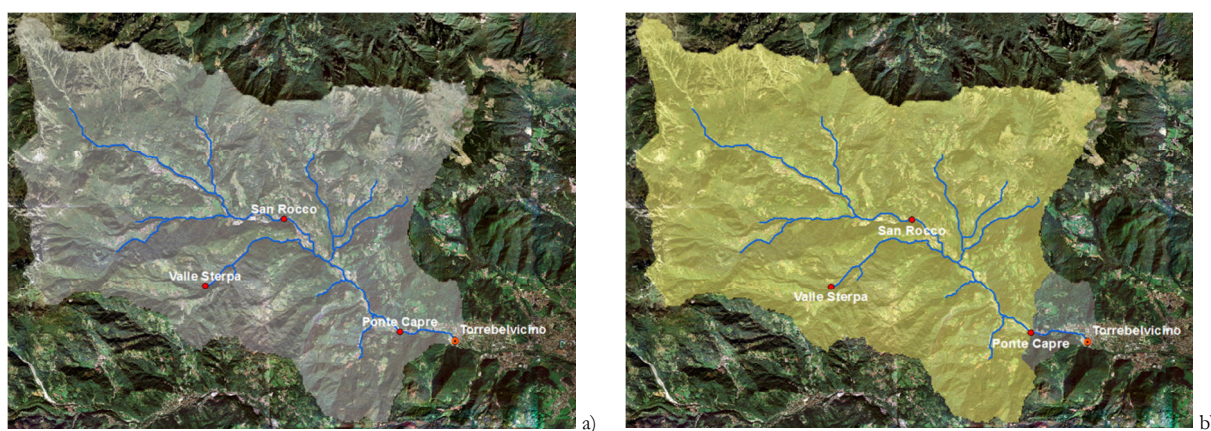 San Rocco
Valle Sterpa
Ponte Capre
Torrebelvicino
a)
San Rocco
Valle Sterpa
Torrebelvicino
Ponte Capre
b)